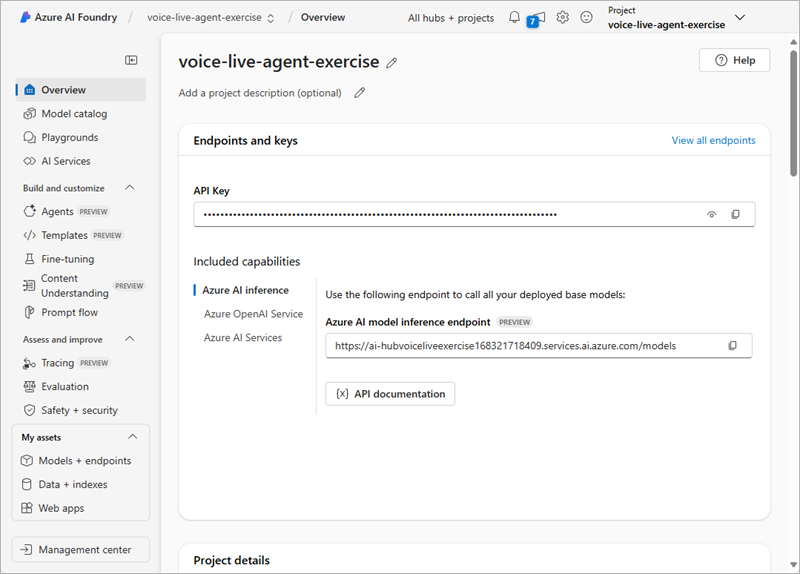 Azure AI Foundry / voice-live-agent-exercise / Overview All hubs + projects 7 Project
voice-live-agent-exercise
Overview
Model catalog
Playgrounds
AI Services
Build and customize
Agents PREVIEW
Templates PREVIEW
Fine-tuning
Content
Understanding PREVIEW
Prompt flow
Assess and improve
Tracing PREVIEW
Evaluation
Safety + security
My assets
Models + endpoints
Data + indexes
Web apps
Management center
voice-live-agent-exercise
Help
Add a project description (optional)
Endpoints and keys
View all endpoints
API Key
Included capabilities
Azure AI inference
Azure OpenAI Service
Azure AI Services
Use the following endpoint to call all your deployed base models:
Azure AI model inference endpoint PREVIEW
https://ai-hubvoiceliveexercise168321718409.services.ai.azure.com/models
{x} API documentation
Project details